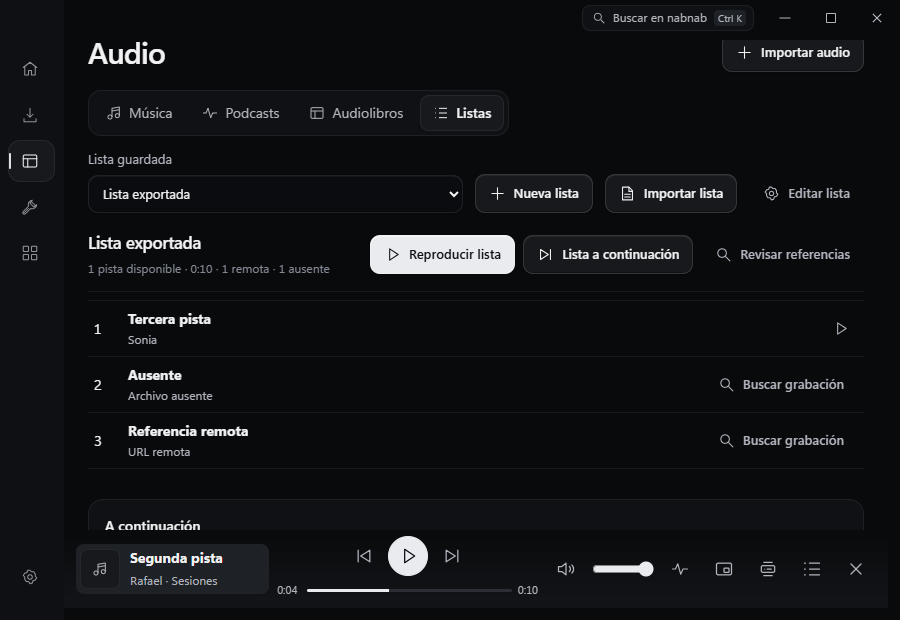 Buscar en nabnab Ctrl K
Audio
Importar audio
Música
Podcasts
Audiolibros
Listas
Lista guardada
Lista exportada
Nueva lista
Importar lista
Editar lista
Lista exportada
1 pista disponible · 0:10 · 1 remota · 1 ausente
Reproducir lista
Lista a continuación
Revisar referencias
1
Tercera pista
Sonia
2
Ausente
Archivo ausente
Buscar grabación
3
Referencia remota
URL remota
Buscar grabación
A continuación
Segunda pista
Rafael · Sesiones
0:04
0:10